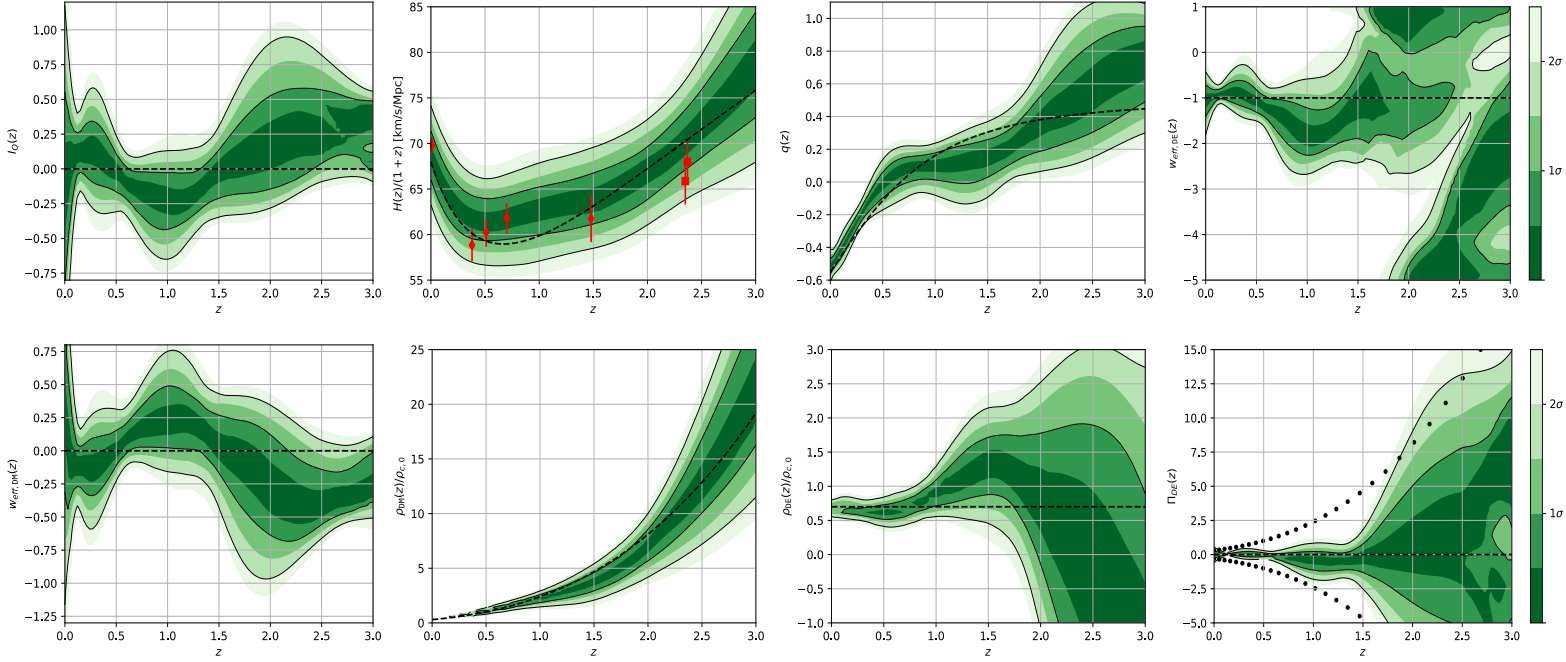 1.00
0.75
0.50
0.25
0.00
−0.25
−0.50
−0.75
I_Q(z)
0.0 0.5 1.0 1.5 2.0 2.5 3.0
z
85
80
75
70
65
60
55
H(z)/(1 + z) [km/s/Mpc]
0.0 0.5 1.0 1.5 2.0 2.5 3.0
z
1.0
0.8
0.6
0.4
0.2
0.0
−0.2
−0.4
−0.6
q(z)
0.0 0.5 1.0 1.5 2.0 2.5 3.0
z
1
0
−1
−2
−3
−4
−5
w_{eff,DE}(z)
0.0 0.5 1.0 1.5 2.0 2.5 3.0
z
2σ
1σ
0.75
0.50
0.25
0.00
−0.25
−0.50
−0.75
−1.00
−1.25
w_{eff,DM}(z)
0.0 0.5 1.0 1.5 2.0 2.5 3.0
z
25
20
15
10
5
0
ρ_{DM}(z)/ρ_{c,0}
0.0 0.5 1.0 1.5 2.0 2.5 3.0
z
3.0
2.5
2.0
1.5
1.0
0.5
0.0
−0.5
−1.0
ρ_{DE}(z)/ρ_{c,0}
0.0 0.5 1.0 1.5 2.0 2.5 3.0
z
15.0
12.5
10.0
7.5
5.0
2.5
0.0
−2.5
−5.0
Π_{DE}(z)
0.0 0.5 1.0 1.5 2.0 2.5 3.0
z
2σ
1σ